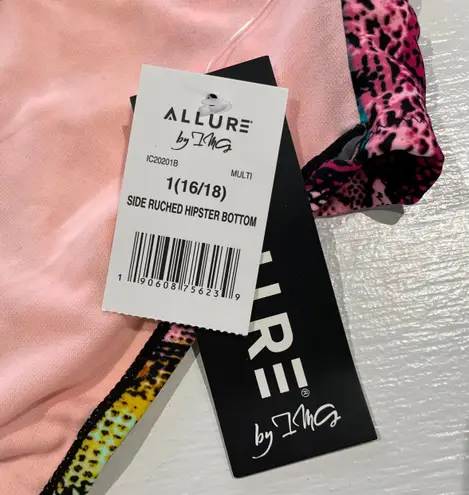 ALLURE®
by IMG
IC20201B MULTI
1(16/18)
SIDE RUCHED HIPSTER BOTTOM
1 90608 75623 9
URE®
by IMG